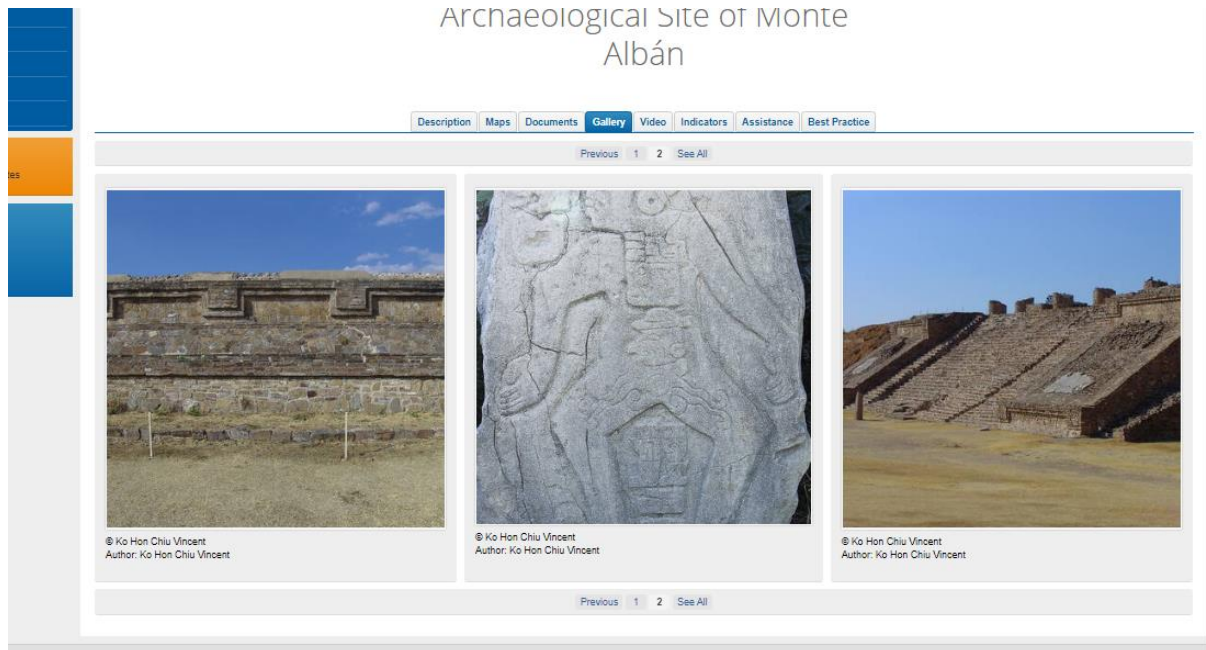 Archaeological Site of Monte
Albán
Description Maps Documents Gallery Video Indicators Assistance Best Practice
Previous 1 2 See All
© Ko Hon Chiu Vincent
Author: Ko Hon Chiu Vincent
© Ko Hon Chiu Vincent
Author: Ko Hon Chiu Vincent
© Ko Hon Chiu Vincent
Author: Ko Hon Chiu Vincent
Previous 1 2 See All